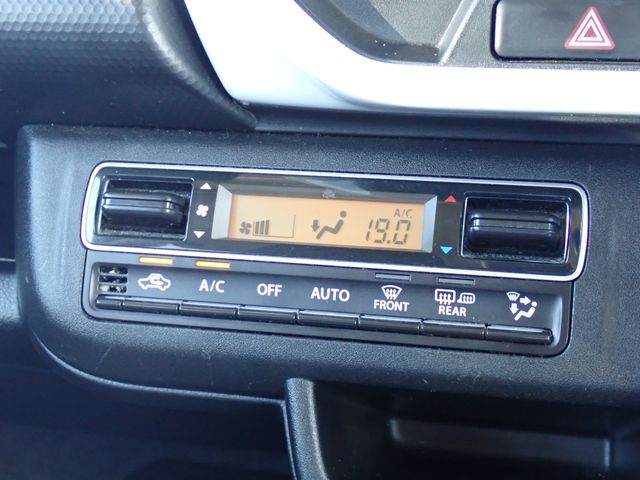 A/C
19.0
A/C OFF AUTO FRONT REAR